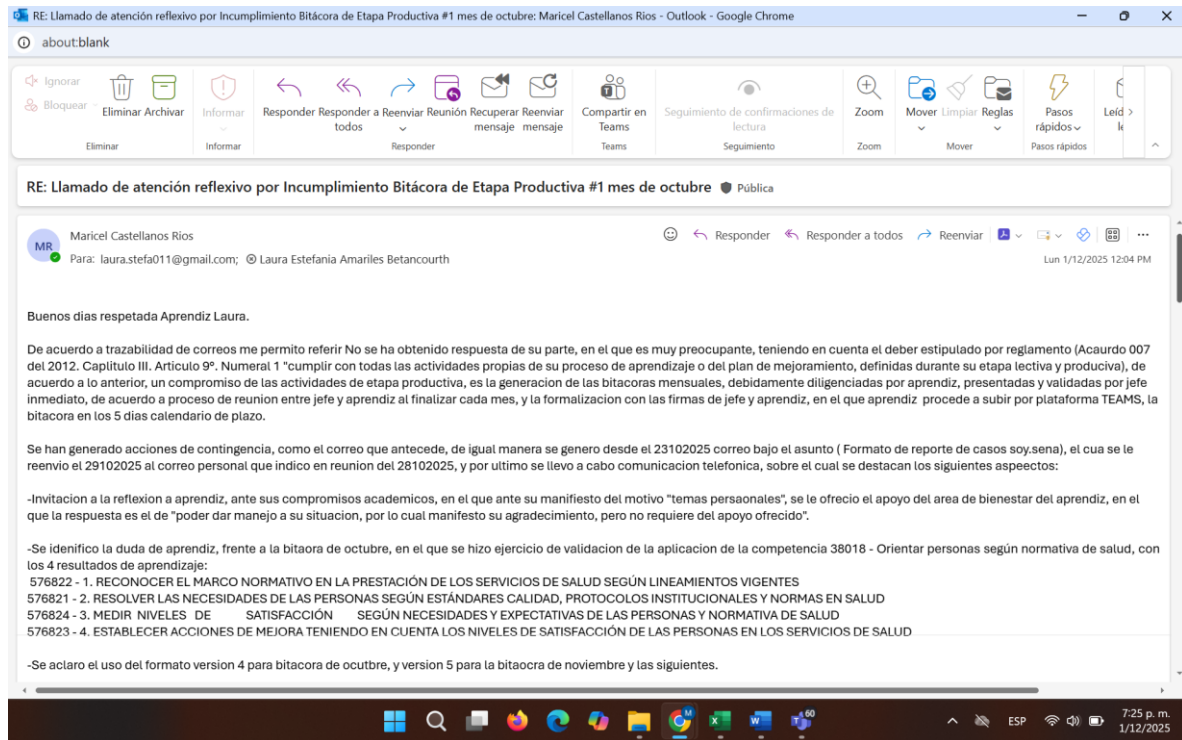 RE: Llamado de atención reflexivo por Incumplimiento Bitácora de Etapa Productiva #1 mes de octubre: Maricel Castellanos Rios - Outlook - Google Chrome
about:blank
Ignorar
Bloquear
Eliminar Archivar
Informar
Responder Responder a todos Reenviar Reunión Recuperar mensaje Reenviar mensaje
Compartir en Teams
Seguimiento de confirmaciones de lectura
Zoom
Mover Limpiar Reglas
Pasos rápidos
Leíd
Eliminar Informar Responder Teams Seguimiento Zoom Mover Pasos rápidos
RE: Llamado de atención reflexivo por Incumplimiento Bitácora de Etapa Productiva #1 mes de octubre Pública
MR
Maricel Castellanos Rios
Responder Responder a todos Reenviar
Para: laura.stefa011@gmail.com; Laura Estefania Amariles Betancourth
Lun 1/12/2025 12:04 PM
Buenos dias respetada Aprendiz Laura.
De acuerdo a trazabilidad de correos me permito referir No se ha obtenido respuesta de su parte, en el que es muy preocupante, teniendo en cuenta el deber estipulado por reglamento (Acaurdo 007
del 2012. Caplitulo III. Articulo 9º. Numeral 1 "cumplir con todas las actividades propias de su proceso de aprendizaje o del plan de mejoramiento, definidas durante su etapa lectiva y produciva), de
acuerdo a lo anterior, un compromiso de las actividades de etapa productiva, es la generacion de las bitacoras mensuales, debidamente diligenciadas por aprendiz, presentadas y validadas por jefe
inmediato, de acuerdo a proceso de reunion entre jefe y aprendiz al finalizar cada mes, y la formalizacion con las firmas de jefe y aprendiz, en el que aprendiz procede a subir por plataforma TEAMS, la
bitacora en los 5 dias calendario de plazo.
Se han generado acciones de contingencia, como el correo que antecede, de igual manera se genero desde el 23102025 correo bajo el asunto ( Formato de reporte de casos soy.sena), el cua se le
reenvio el 29102025 al correo personal que indico en reunion del 28102025, y por ultimo se llevo a cabo comunicacion telefonica, sobre el cual se destacan los siguientes aspeectos:
-Invitacion a la reflexion a aprendiz, ante sus compromisos academicos, en el que ante su manifiesto del motivo "temas persaonales", se le ofrecio el apoyo del area de bienestar del aprendiz, en el
que la respuesta es el de "poder dar manejo a su situacion, por lo cual manifesto su agradecimiento, pero no requiere del apoyo ofrecido".
-Se idenifico la duda de aprendiz, frente a la bitaora de octubre, en el que se hizo ejercicio de validacion de la aplicacion de la competencia 38018 - Orientar personas según normativa de salud, con
los 4 resultados de aprendizaje:
576822 - 1. RECONOCER EL MARCO NORMATIVO EN LA PRESTACIÓN DE LOS SERVICIOS DE SALUD SEGÚN LINEAMIENTOS VIGENTES
576821 - 2. RESOLVER LAS NECESIDADES DE LAS PERSONAS SEGÚN ESTÁNDARES CALIDAD, PROTOCOLOS INSTITUCIONALES Y NORMAS EN SALUD
576824 - 3. MEDIR NIVELES DE SATISFACCIÓN SEGÚN NECESIDADES Y EXPECTATIVAS DE LAS PERSONAS Y NORMATIVA DE SALUD
576823 - 4. ESTABLECER ACCIONES DE MEJORA TENIENDO EN CUENTA LOS NIVELES DE SATISFACCIÓN DE LAS PERSONAS EN LOS SERVICIOS DE SALUD
-Se aclaro el uso del formato version 4 para bitacora de ocutbre, y version 5 para la bitaocra de noviembre y las siguientes.
60
ESP
7:25 p. m.
1/12/2025